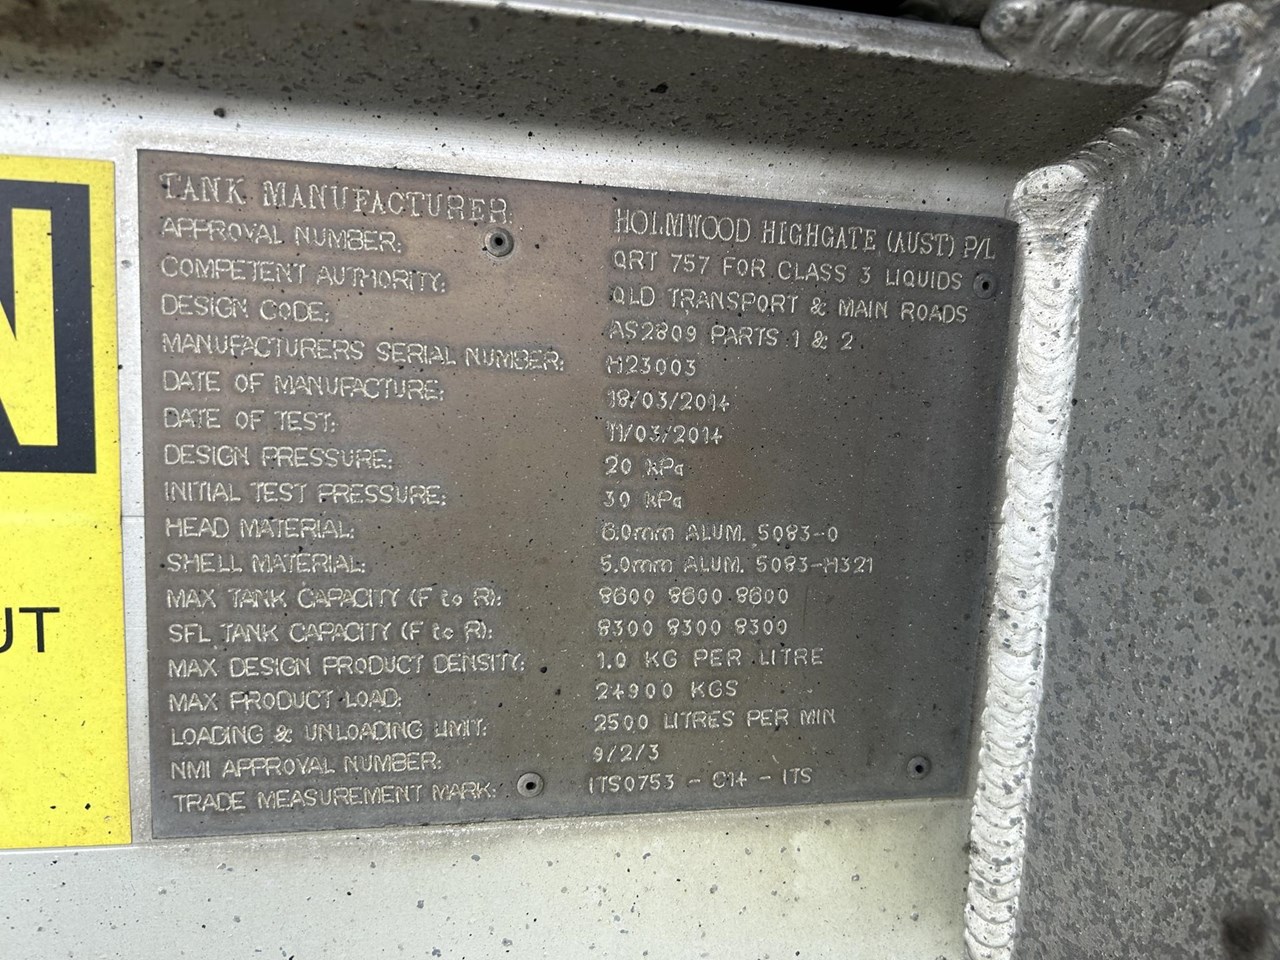 TANK MANUFACTURER: HOLMWOOD HIGHGATE (AUST) P/L
APPROVAL NUMBER: QRT 757 FOR CLASS 3 LIQUIDS
COMPETENT AUTHORITY: QLD TRANSPORT & MAIN ROADS
DESIGN CODE: AS2809 PARTS 1 & 2
MANUFACTURERS SERIAL NUMBER: H23003
DATE OF MANUFACTURE: 18/03/2014
DATE OF TEST: 11/03/2014
DESIGN PRESSURE: 20 kPa
INITIAL TEST PRESSURE: 30 kPa
HEAD MATERIAL: 6.0mm ALUM. 5083-0
SHELL MATERIAL: 5.0mm ALUM. 5083-H321
MAX TANK CAPACITY (F to R): 8600 8600 8600
SFL TANK CAPACITY (F to R): 8300 8300 8300
MAX DESIGN PRODUCT DENSITY: 1.0 KG PER LITRE
MAX PRODUCT LOAD: 24900 KGS
LOADING & UNLOADING LIMIT: 2500 LITRES PER MIN
NMI APPROVAL NUMBER: 9/2/3
TRADE MEASUREMENT MARK: ITS0753 - C14 - ITS
UT